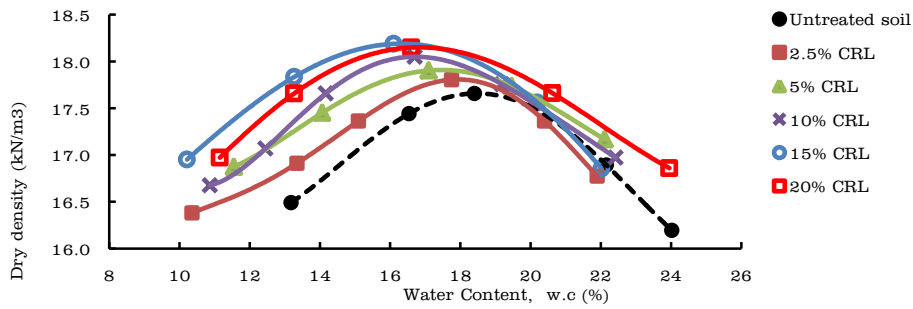 Dry density (kN/m3)
18.5
18.0
17.5
17.0
16.5
16.0
8 10 12 14 16 18 20 22 24 26
Water Content, w.c (%)
Untreated soil
2.5% CRL
5% CRL
10% CRL
15% CRL
20% CRL